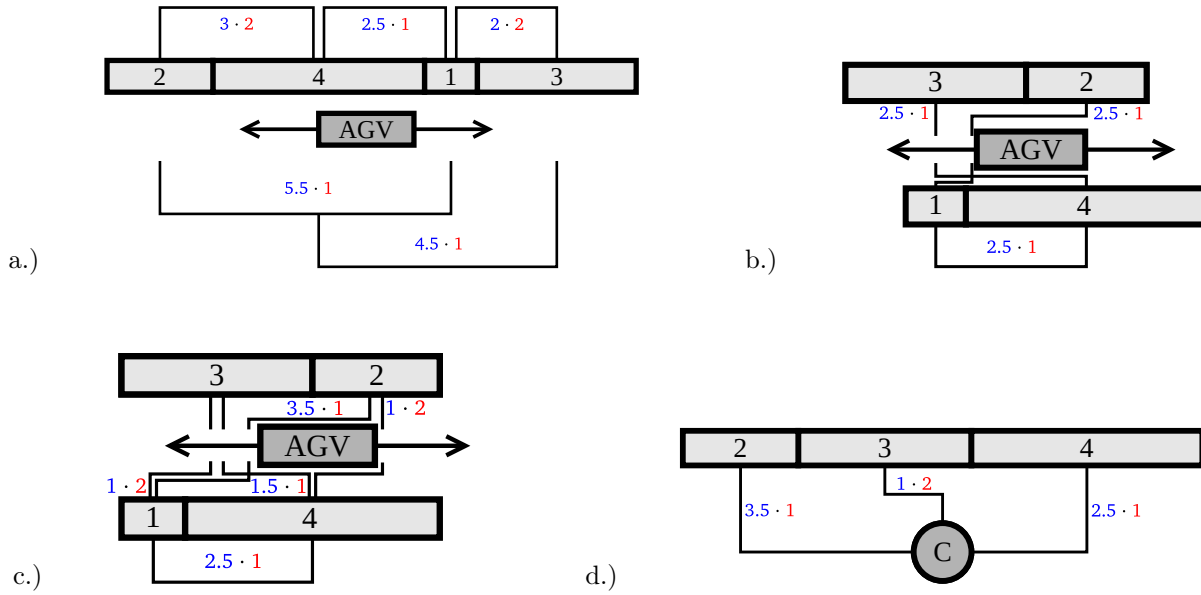 3 · 2 2.5 · 1 2 · 2
2 4 1 3
AGV
5.5 · 1
4.5 · 1
a.)
3 2
2.5 · 1 2.5 · 1
AGV
1 4
2.5 · 1
b.)
3 2
3.5 · 1 1 · 2
AGV
1 · 2 1.5 · 1
1 4
2.5 · 1
c.)
2 3 4
1 · 2
3.5 · 1 2.5 · 1
C
d.)